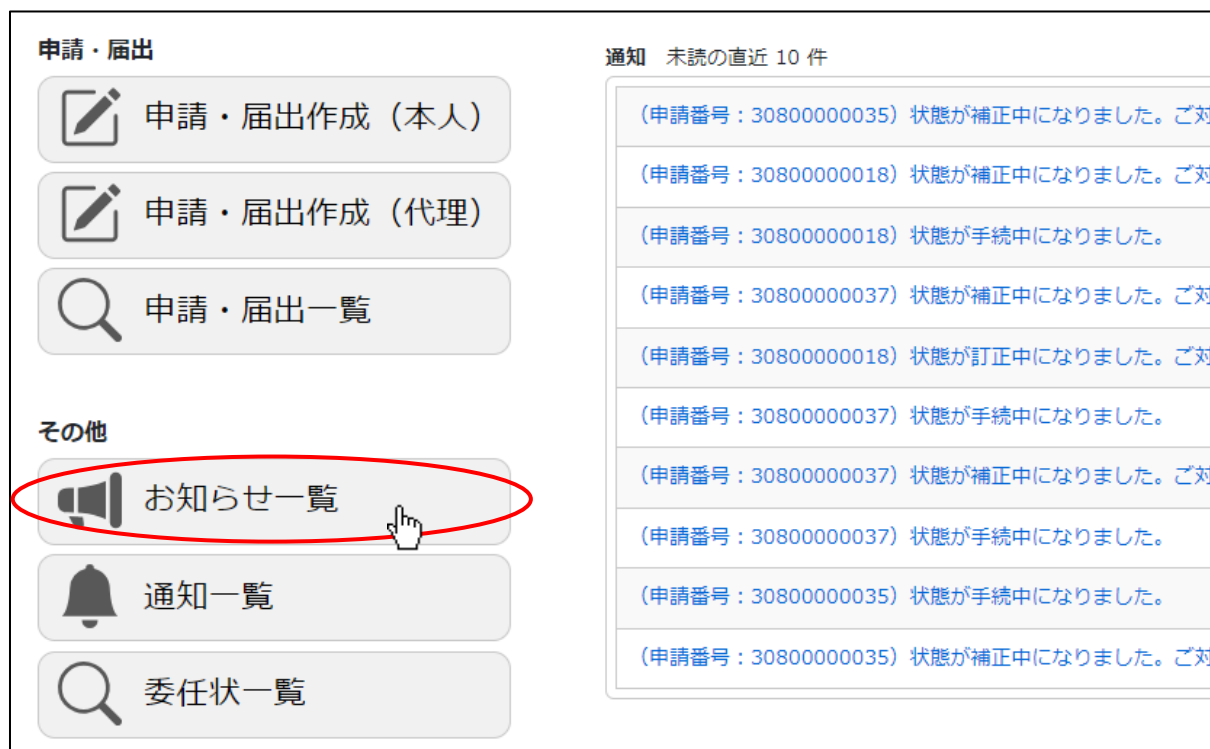 申請・届出
申請・届出作成（本人）
申請・届出作成（代理）
申請・届出一覧
その他
お知らせ一覧
通知一覧
委任状一覧
通知 未読の直近 10 件
（申請番号：30800000035）状態が補正中になりました。ご対
（申請番号：30800000018）状態が補正中になりました。ご対
（申請番号：30800000018）状態が手続中になりました。
（申請番号：30800000037）状態が補正中になりました。ご対
（申請番号：30800000018）状態が訂正中になりました。ご対
（申請番号：30800000037）状態が手続中になりました。
（申請番号：30800000037）状態が補正中になりました。ご対
（申請番号：30800000037）状態が手続中になりました。
（申請番号：30800000035）状態が手続中になりました。
（申請番号：30800000035）状態が補正中になりました。ご対